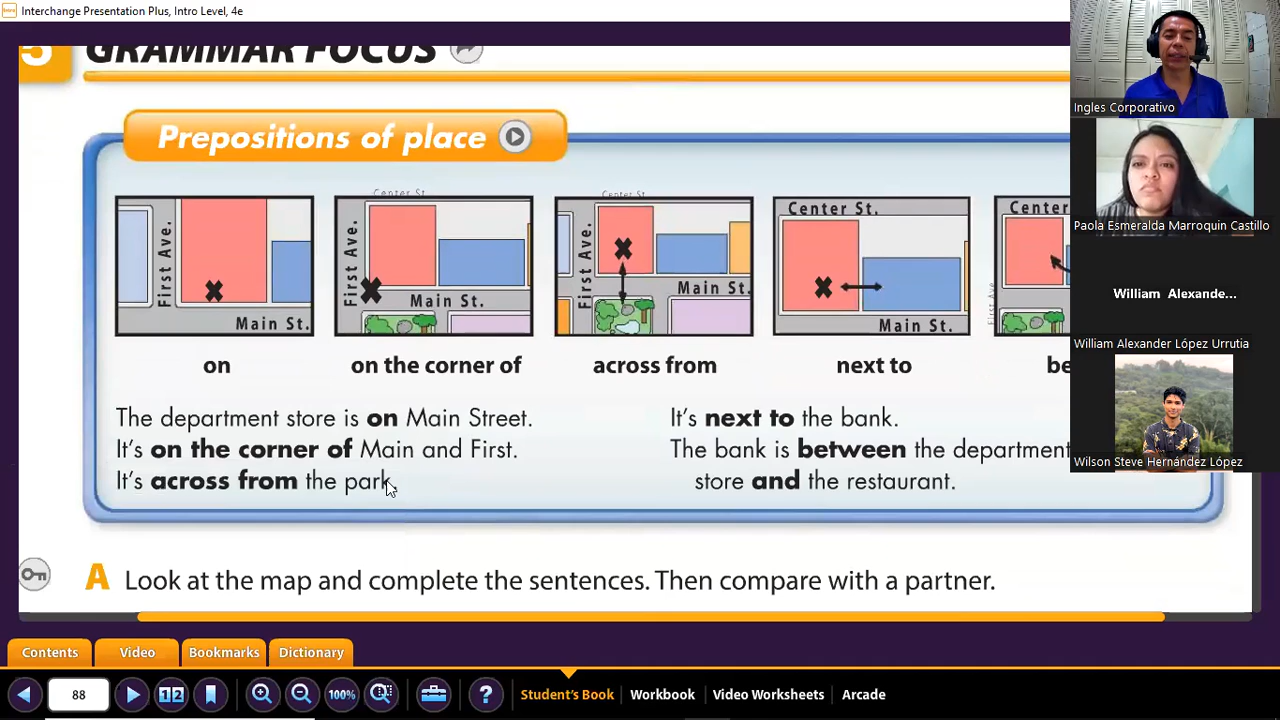 Interchange Presentation Plus, Intro Level, 4e
5 GRAMMAR FOCUS
Ingles Corporativo
Prepositions of place
Paola Esmeralda Marroquin Castillo
First Ave.
Main St.
Center St.
First Ave.
Main St.
Center St.
First Ave.
Main St.
Center St.
Main St.
Center
First Ave
William Alexande...
William Alexander López Urrutia
on
on the corner of
across from
next to
be
The department store is on Main Street.
It's on the corner of Main and First.
It's across from the park.
It's next to the bank.
The bank is between the department
store and the restaurant.
Wilson Steve Hernández López
A Look at the map and complete the sentences. Then compare with a partner.
Contents Video Bookmarks Dictionary
88 12 100% ? Student's Book Workbook Video Worksheets Arcade